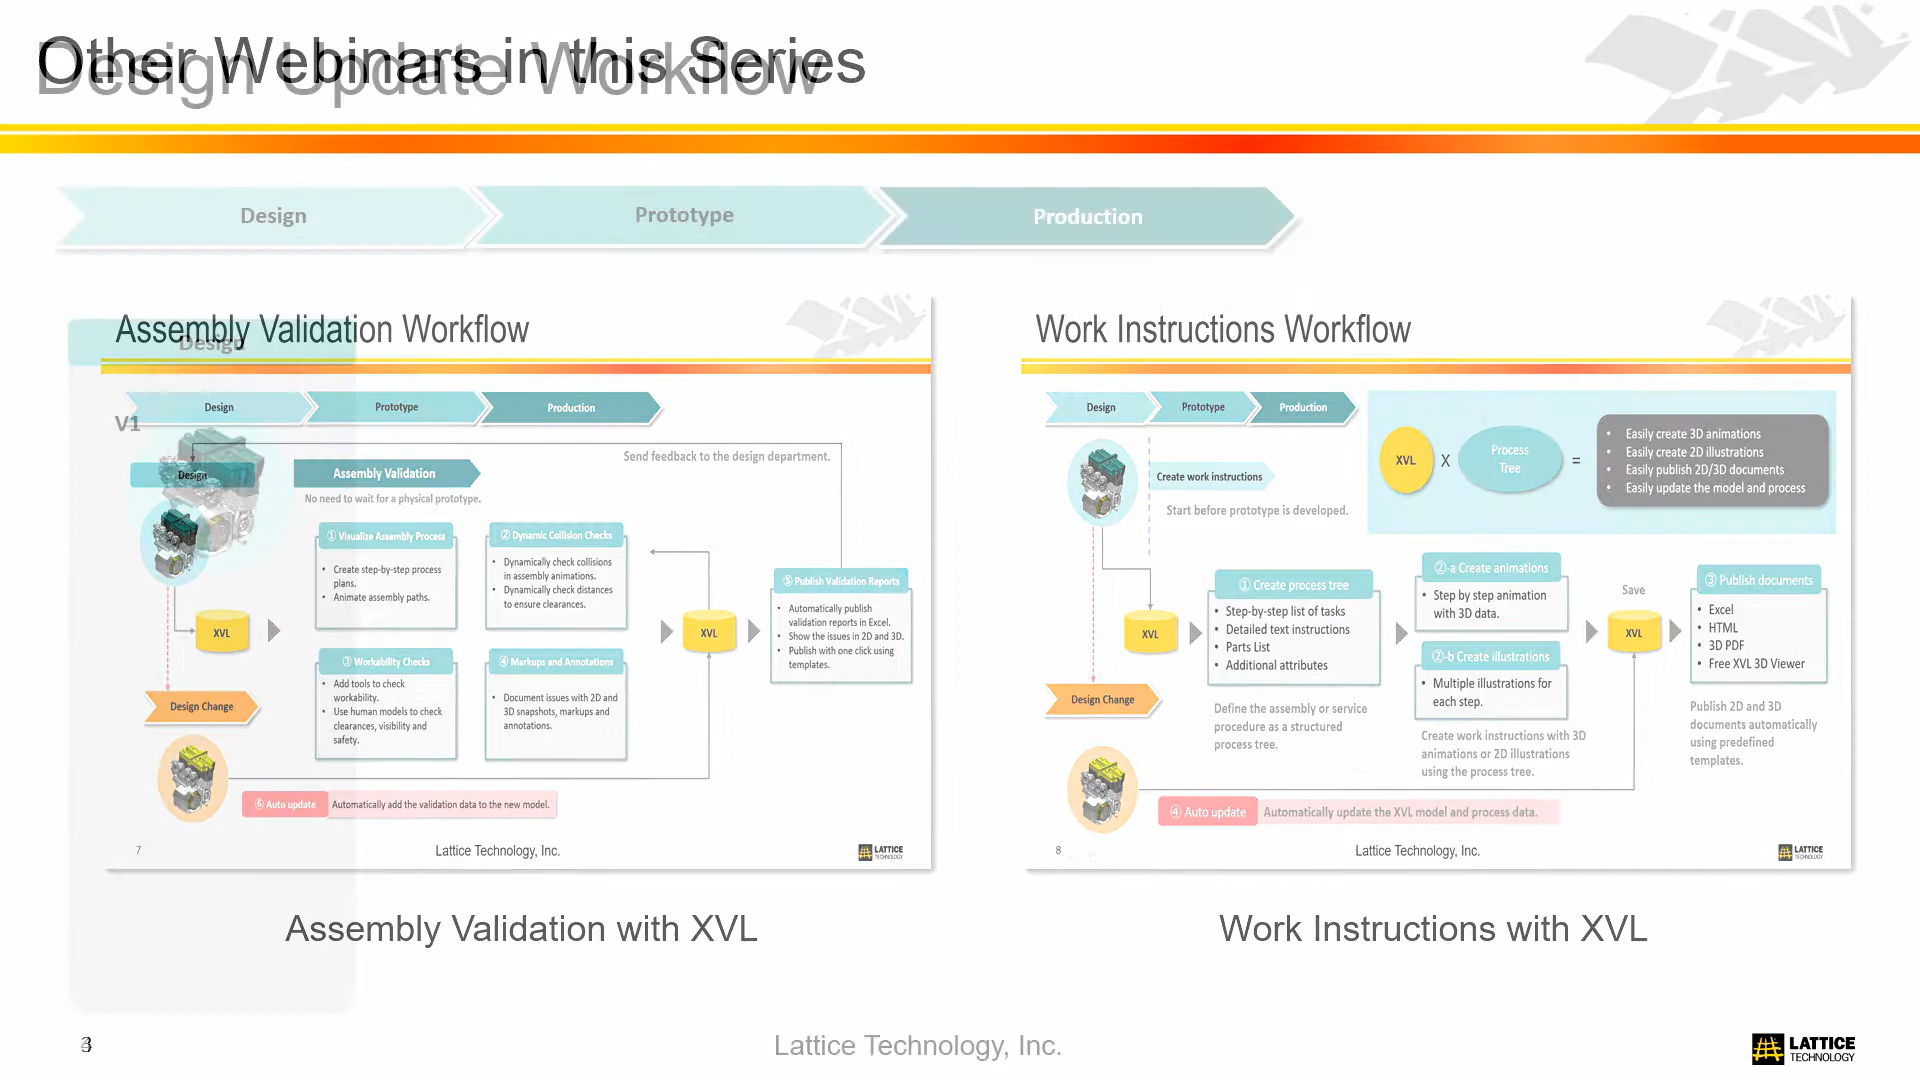 Other Webinars in this Series
Design Update Workflow
Design
Prototype
Production
Design
V1
Assembly Validation Workflow
Design
Prototype
Production
Send feedback to the design department.
Design
Assembly Validation
No need to wait for a physical prototype.
① Visualize Assembly Process
• Create step-by-step process
plans.
• Animate assembly paths.
② Dynamic Collision Checks
• Dynamically check collisions
in assembly animations.
• Dynamically check distances
to ensure clearances.
XVL
③ Workability Checks
• Add tools to check
workability.
• Use human models to check
clearances, visibility and
safety.
④ Markups and Annotations
• Document issues with 2D and
3D snapshots, markups and
annotations.
XVL
⑤ Publish Validation Reports
• Automatically publish
validation reports in Excel.
• Show the issues in 2D and 3D.
• Publish with one click using
templates.
Design Change
⑥ Auto update
Automatically add the validation data to the new model.
7
Lattice Technology, Inc.
LATTICE
TECHNOLOGY
Work Instructions Workflow
Design
Prototype
Production
XVL
X
Process
Tree
=
• Easily create 3D animations
• Easily create 2D illustrations
• Easily publish 2D/3D documents
• Easily update the model and process
Create work instructions
Start before prototype is developed.
XVL
① Create process tree
• Step-by-step list of tasks
• Detailed text instructions
• Parts List
• Additional attributes
Define the assembly or service
procedure as a structured
process tree.
②-a Create animations
• Step by step animation
with 3D data.
②-b Create illustrations
• Multiple illustrations for
each step.
Create work instructions with 3D
animations or 2D illustrations
using the process tree.
Save
XVL
③ Publish documents
• Excel
• HTML
• 3D PDF
• Free XVL 3D Viewer
Publish 2D and 3D
documents automatically
using predefined
templates.
Design Change
④ Auto update
Automatically update the XVL model and process data.
8
Lattice Technology, Inc.
LATTICE
TECHNOLOGY
Assembly Validation with XVL
Work Instructions with XVL
Lattice Technology, Inc.
LATTICE
TECHNOLOGY